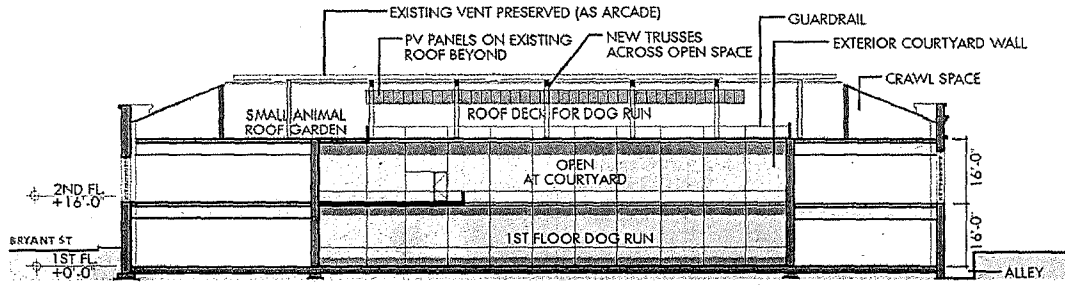 EXISTING VENT PRESERVED (AS ARCADE)
GUARDRAIL
PV PANELS ON EXISTING
ROOF BEYOND
NEW TRUSSES
ACROSS OPEN SPACE
EXTERIOR COURTYARD WALL
CRAWL SPACE
SMALL ANIMAL
ROOF GARDEN
ROOF DECK FOR DOG RUN
OPEN
AT COURTYARD
16'-0"
2ND FL.
+16'-0"
BRYANT ST
1ST FLOOR DOG RUN
16'-0"
1ST FL.
+0'-0"
ALLEY